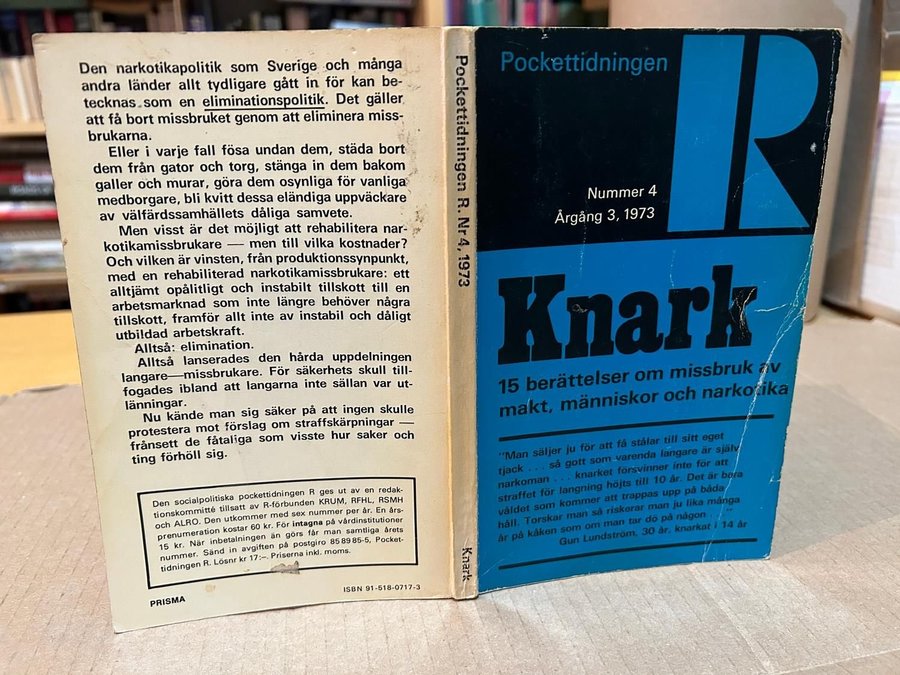 Den narkotikapolitik som Sverige och många
andra länder allt tydligare gått in för kan be-
tecknas som en eliminationspolitik. Det gäller
att få bort missbruket genom att eliminera miss-
brukarna.
Eller i varje fall fösa undan dem, städa bort
dem från gator och torg, stänga in dem bakom
galler och murar, göra dem osynliga för vanliga
medborgare, bli kvitt dessa eländiga uppväckare
av välfärdssamhällets dåliga samvete.
Men visst är det möjligt att rehabilitera nar-
kotikamissbrukare — men till vilka kostnader?
Och vilken är vinsten, från produktionssynpunkt,
med en rehabiliterad narkotikamissbrukare: ett
alltjämt opålitligt och instabilt tillskott till en
arbetsmarknad som inte längre behöver några
tillskott, framför allt inte av instabil och dåligt
utbildad arbetskraft.
Alltså: elimination.
Alltså lanserades den hårda uppdelningen
langare—missbrukare. För säkerhets skull till-
fogades ibland att langarna inte sällan var ut-
länningar.
Nu kände man sig säker på att ingen skulle
protestera mot förslag om straffskärpningar —
frånsett de fåtaliga som visste hur saker och
ting förhöll sig.
Den socialpolitiska pockettidningen R ges ut av en redak-
tionskommitté tillsatt av R-förbunden KRUM, RFHL, RSMH
och ALRO. Den utkommer med sex nummer per år. En års-
prenumeration kostar 60 kr. För intagna på vårdinstitutioner
15 kr. När inbetalningen än görs får man samtliga årets
nummer. Sänd in avgiften på postgiro 85 89 85-5, Pocket-
tidningen R. Lösnr kr 17:–. Priserna inkl. moms.
PRISMA
ISBN 91-518-0717-3
Pockettidningen R. Nr 4, 1973
Knark
Pockettidningen
R
Nummer 4
Årgång 3, 1973
Knark
15 berättelser om missbruk av
makt, människor och narkotika
"Man säljer ju för att få stålar till sitt eget
tjack . . . så gott som varenda langare är själv
narkoman . . . knarket försvinner inte för att
straffet för langning höjts till 10 år. Det är bara
våldet som kommer att trappas upp på båda
håll. Torskar man så riskerar man ju lika många
år på kåken som om man tar död på någon . . ."
Gun Lundström, 30 år, knarkat i 14 år